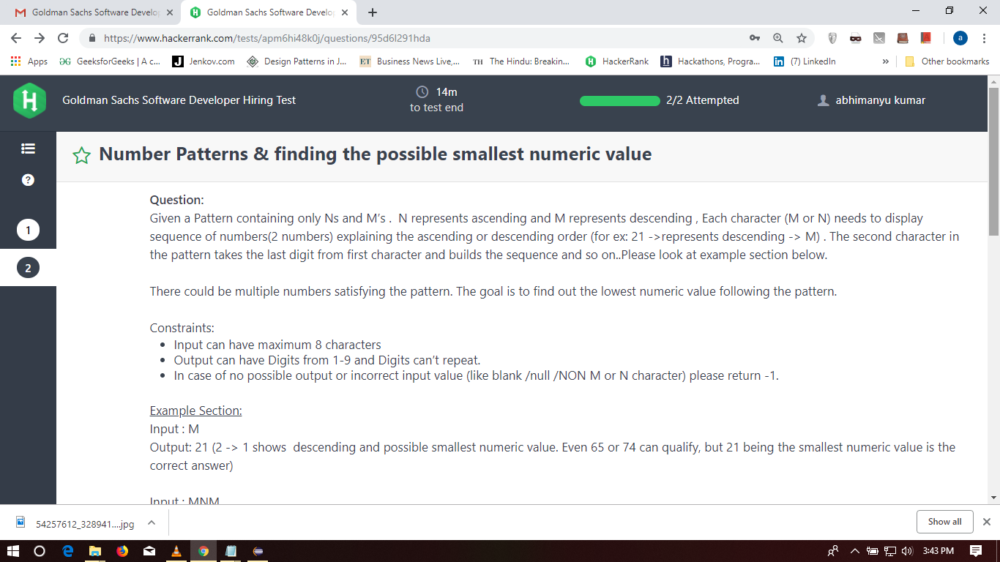 Goldman Sachs Software Develo
Goldman Sachs Software Develo
https://www.hackerrank.com/tests/apm6hi48k0j/questions/95d6l291hda
a
Apps
GeeksforGeeks | A c...
Jenkov.com
Design Patterns in J...
ET Business News Live,...
TH The Hindu: Breakin...
HackerRank
h Hackathons, Progra...
in (7) LinkedIn
»
Other bookmarks
H
Goldman Sachs Software Developer Hiring Test
14m
to test end
2/2 Attempted
abhimanyu kumar
?
1
2
Number Patterns & finding the possible smallest numeric value
Question:
Given a Pattern containing only Ns and M's .  N represents ascending and M represents descending , Each character (M or N) needs to display
sequence of numbers(2 numbers) explaining the ascending or descending order (for ex: 21 ->represents descending -> M) . The second character in
the pattern takes the last digit from first character and builds the sequence and so on..Please look at example section below.
There could be multiple numbers satisfying the pattern. The goal is to find out the lowest numeric value following the pattern.
Constraints:
• Input can have maximum 8 characters
• Output can have Digits from 1-9 and Digits can't repeat.
• In case of no possible output or incorrect input value (like blank /null /NON M or N character) please return -1.
Example Section:
Input : M
Output: 21 (2 -> 1 shows  descending and possible smallest numeric value. Even 65 or 74 can qualify, but 21 being the smallest numeric value is the
correct answer)
Input : MNM
54257612_328941....jpg
Show all
3:43 PM